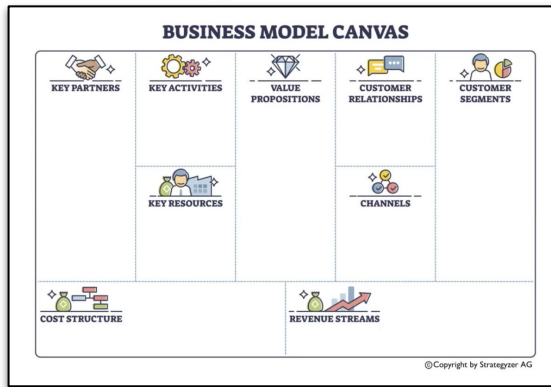 BUSINESS MODEL CANVAS
KEY PARTNERS
KEY ACTIVITIES
VALUE
PROPOSITIONS
CUSTOMER
RELATIONSHIPS
CUSTOMER
SEGMENTS
KEY RESOURCES
CHANNELS
COST STRUCTURE
REVENUE STREAMS
©Copyright by Strategyzer AG